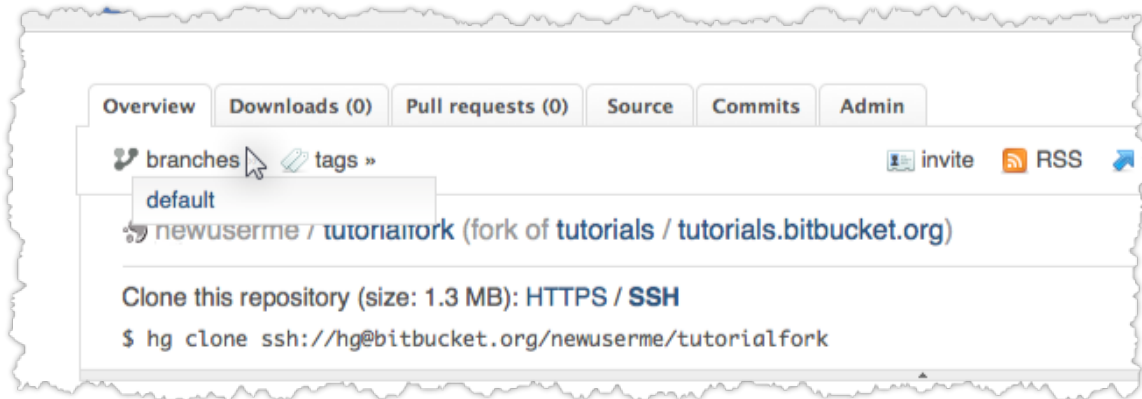 Overview Downloads (0) Pull requests (0) Source Commits Admin
branches tags » invite RSS
default
newuserme / tutorialfork (fork of tutorials / tutorials.bitbucket.org)
Clone this repository (size: 1.3 MB): HTTPS / SSH
$ hg clone ssh://hg@bitbucket.org/newuserme/tutorialfork